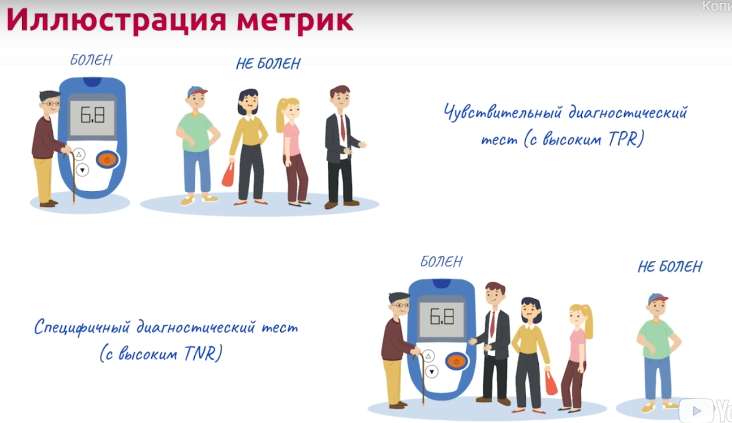 Иллюстрация метрик
БОЛЕН
НЕ БОЛЕН
6.8
Чувствительный диагностический
тест (с высоким TPR)
БОЛЕН
НЕ БОЛЕН
6.8
Специфичный диагностический тест
(с высоким TNR)